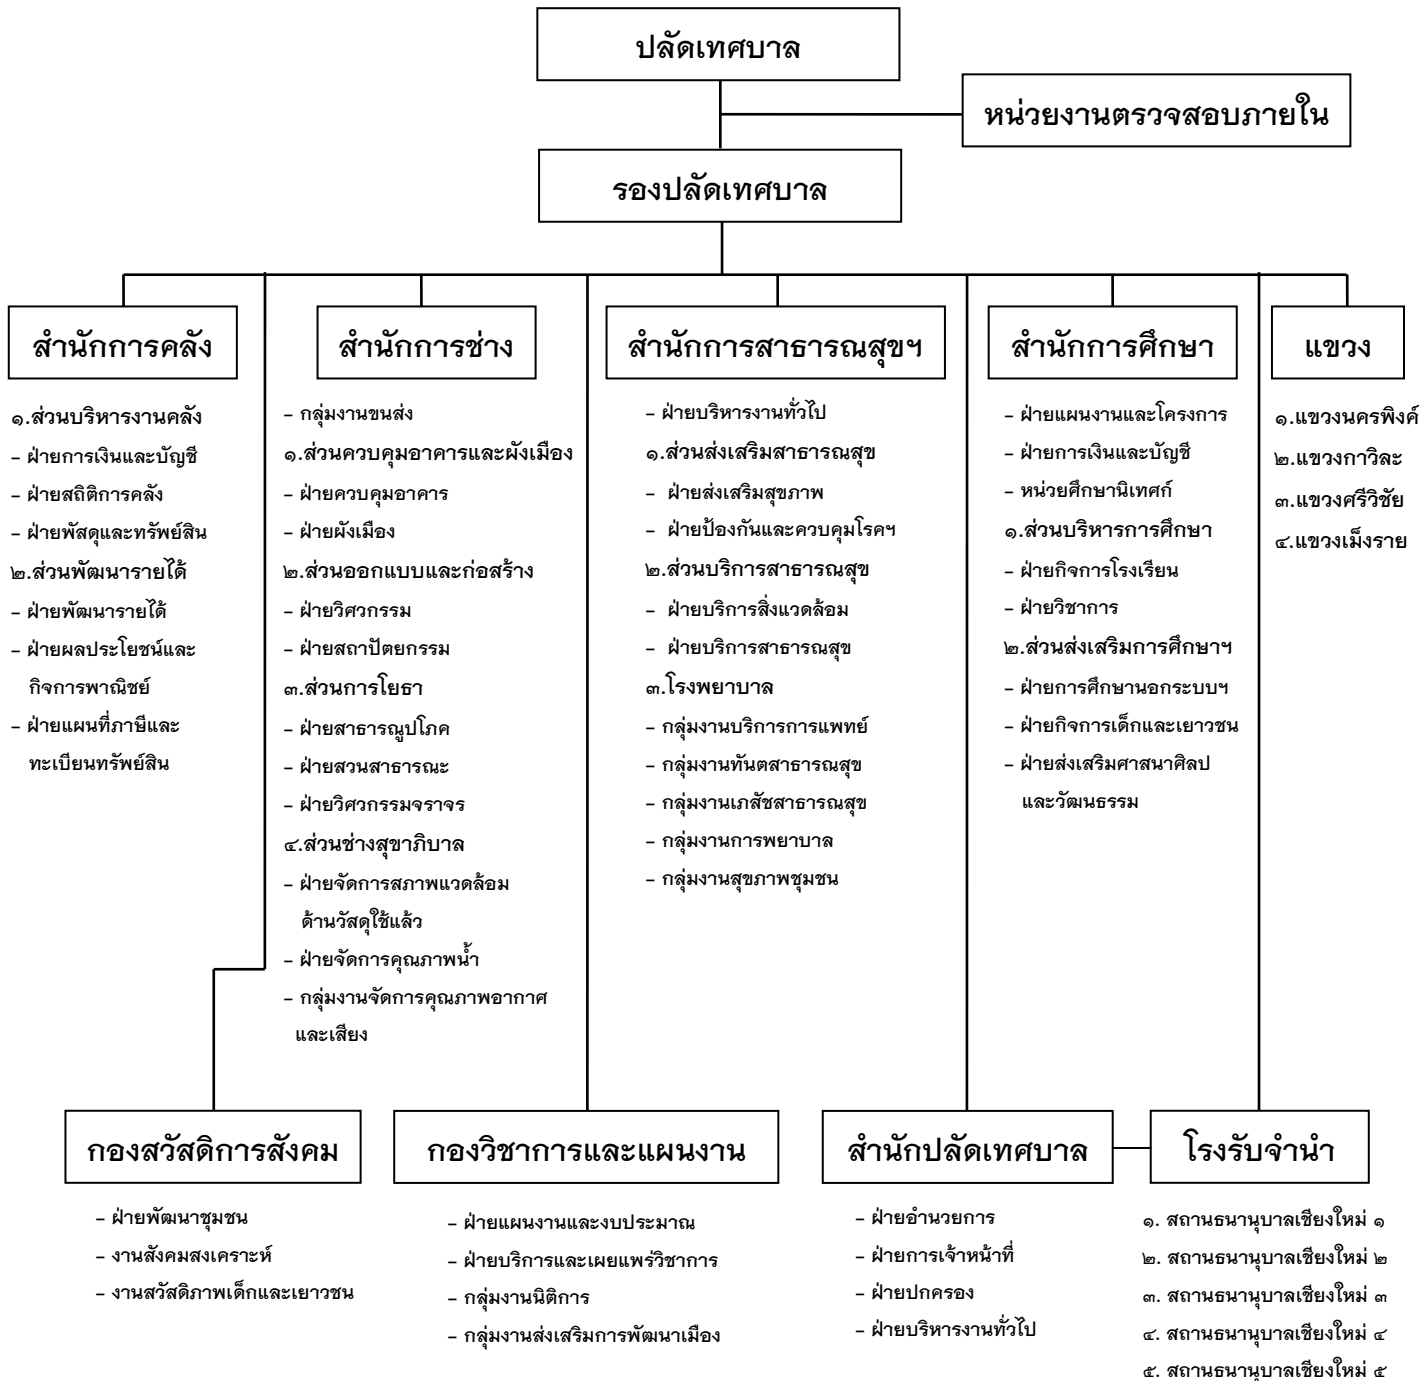 ปลัดเทศบาล
หน่วยงานตรวจสอบภายใน
รองปลัดเทศบาล
สำนักการคลัง
๑.ส่วนบริหารงานคลัง
– ฝ่ายการเงินและบัญชี
– ฝ่ายสถิติการคลัง
– ฝ่ายพัสดุและทรัพย์สิน
๒.ส่วนพัฒนารายได้
– ฝ่ายพัฒนารายได้
– ฝ่ายผลประโยชน์และ
กิจการพาณิชย์
– ฝ่ายแผนที่ภาษีและ
ทะเบียนทรัพย์สิน
สำนักการช่าง
– กลุ่มงานขนส่ง
๑.ส่วนควบคุมอาคารและผังเมือง
– ฝ่ายควบคุมอาคาร
– ฝ่ายผังเมือง
๒.ส่วนออกแบบและก่อสร้าง
– ฝ่ายวิศวกรรม
– ฝ่ายสถาปัตยกรรม
๓.ส่วนการโยธา
– ฝ่ายสาธารณูปโภค
– ฝ่ายสวนสาธารณะ
– ฝ่ายวิศวกรรมจราจร
๔.ส่วนช่างสุขาภิบาล
– ฝ่ายจัดการสภาพแวดล้อม
ด้านวัสดุใช้แล้ว
– ฝ่ายจัดการคุณภาพน้ำ
– กลุ่มงานจัดการคุณภาพอากาศ
และเสียง
สำนักการสาธารณสุขฯ
– ฝ่ายบริหารงานทั่วไป
๑.ส่วนส่งเสริมสาธารณสุข
– ฝ่ายส่งเสริมสุขภาพ
– ฝ่ายป้องกันและควบคุมโรคฯ
๒.ส่วนบริการสาธารณสุข
– ฝ่ายบริการสิ่งแวดล้อม
– ฝ่ายบริการสาธารณสุข
๓.โรงพยาบาล
– กลุ่มงานบริการการแพทย์
– กลุ่มงานทันตสาธารณสุข
– กลุ่มงานเภสัชสาธารณสุข
– กลุ่มงานการพยาบาล
– กลุ่มงานสุขภาพชุมชน
สำนักการศึกษา
– ฝ่ายแผนงานและโครงการ
– ฝ่ายการเงินและบัญชี
– หน่วยศึกษานิเทศก์
๑.ส่วนบริหารการศึกษา
– ฝ่ายกิจการโรงเรียน
– ฝ่ายวิชาการ
๒.ส่วนส่งเสริมการศึกษาฯ
– ฝ่ายการศึกษานอกระบบฯ
– ฝ่ายกิจการเด็กและเยาวชน
– ฝ่ายส่งเสริมศาสนาศิลป
และวัฒนธรรม
แขวง
๑.แขวงนครพิงค์
๒.แขวงกาวิละ
๓.แขวงศรีวิชัย
๔.แขวงเม็งราย
กองสวัสดิการสังคม
– ฝ่ายพัฒนาชุมชน
– งานสังคมสงเคราะห์
– งานสวัสดิภาพเด็กและเยาวชน
กองวิชาการและแผนงาน
– ฝ่ายแผนงานและงบประมาณ
– ฝ่ายบริการและเผยแพร่วิชาการ
– กลุ่มงานนิติการ
– กลุ่มงานส่งเสริมการพัฒนาเมือง
สำนักปลัดเทศบาล
– ฝ่ายอำนวยการ
– ฝ่ายการเจ้าหน้าที่
– ฝ่ายปกครอง
– ฝ่ายบริหารงานทั่วไป
โรงรับจำนำ
๑. สถานธนานุบาลเชียงใหม่ ๑
๒. สถานธนานุบาลเชียงใหม่ ๒
๓. สถานธนานุบาลเชียงใหม่ ๓
๔. สถานธนานุบาลเชียงใหม่ ๔
๕. สถานธนานุบาลเชียงใหม่ ๕